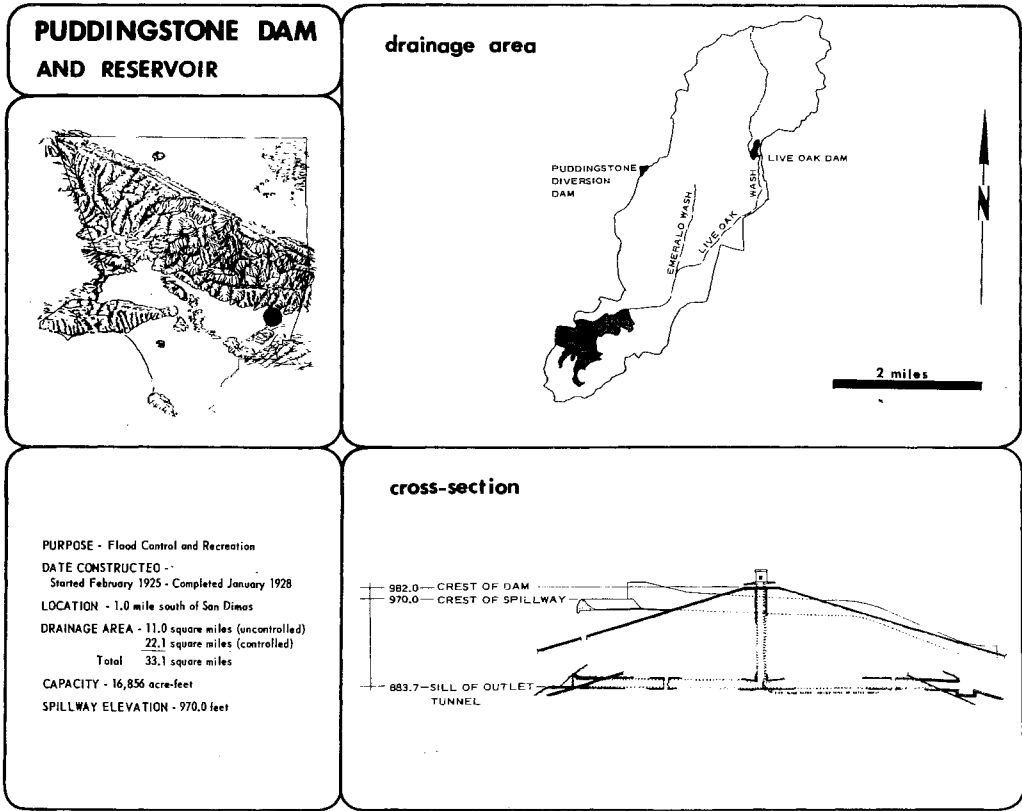 PUDDINGSTONE DAM
AND RESERVOIR
drainage area
PUDDINGSTONE
DIVERSION
DAM
LIVE OAK DAM
EMERALD WASH
LIVE OAK WASH
N
2 miles
PURPOSE - Flood Control and Recreation
DATE CONSTRUCTED -
Started February 1925 - Completed January 1928
LOCATION - 1.0 mile south of San Dimas
DRAINAGE AREA - 11.0 square miles (uncontrolled)
22.1 square miles (controlled)
Total 33.1 square miles
CAPACITY - 16,856 acre-feet
SPILLWAY ELEVATION - 970.0 feet
cross-section
982.0 — CREST OF DAM
970.0 — CREST OF SPILLWAY
883.7 - SILL OF OUTLET
TUNNEL